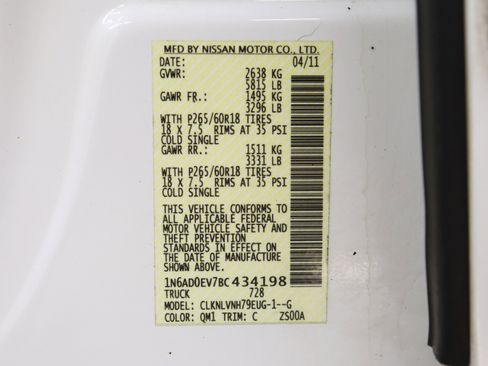 MFD BY NISSAN MOTOR CO., LTD.
DATE: 04/11
GVWR: 2638 KG
5815 LB
GAWR FR.: 1495 KG
3296 LB
WITH P265/60R18 TIRES
18 X 7.5 RIMS AT 35 PSI
COLD SINGLE
GAWR RR.: 1511 KG
3331 LB
WITH P265/60R18 TIRES
18 X 7.5 RIMS AT 35 PSI
COLD SINGLE
THIS VEHICLE CONFORMS TO
ALL APPLICABLE FEDERAL
MOTOR VEHICLE SAFETY AND
THEFT PREVENTION
STANDARDS IN EFFECT ON
THE DATE OF MANUFACTURE
SHOWN ABOVE.
1N6AD0EV7BC434198
TRUCK 728
MODEL: CLKNLVNH79EUG-1--G
COLOR: QM1 TRIM: C ZS00A